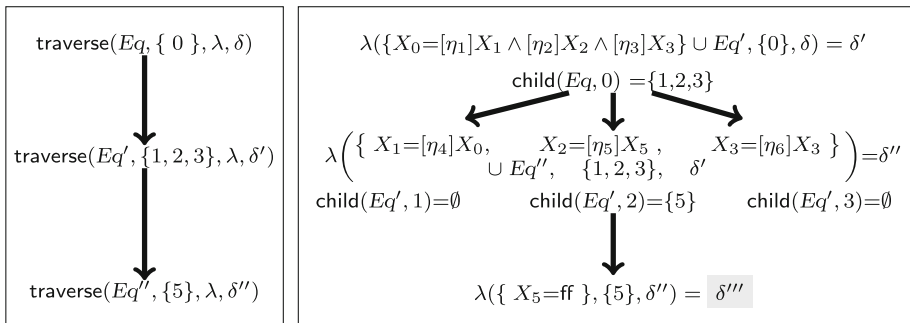 traverse(Eq, { 0 }, λ, δ)
traverse(Eq′, {1, 2, 3}, λ, δ′)
traverse(Eq′′, {5}, λ, δ′′)
λ({X₀=[η₁]X₁ ∧ [η₂]X₂ ∧ [η₃]X₃} ∪ Eq′, {0}, δ) = δ′
child(Eq, 0) ={1,2,3}
λ({ X₁=[η₄]X₀, X₂=[η₅]X₅ , X₃=[η₆]X₃ }
∪ Eq′′, {1, 2, 3}, δ′)=δ′′
child(Eq′, 1)=∅ child(Eq′, 2)={5} child(Eq′, 3)=∅
λ({ X₅=ff }, {5}, δ′′) = δ′′′